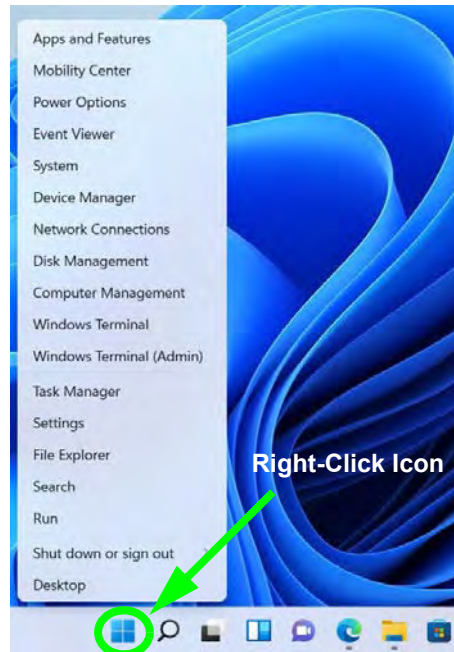 Apps and Features
Mobility Center
Power Options
Event Viewer
System
Device Manager
Network Connections
Disk Management
Computer Management
Windows Terminal
Windows Terminal (Admin)
Task Manager
Settings
File Explorer
Right-Click Icon
Search
Run
Shut down or sign out
Desktop